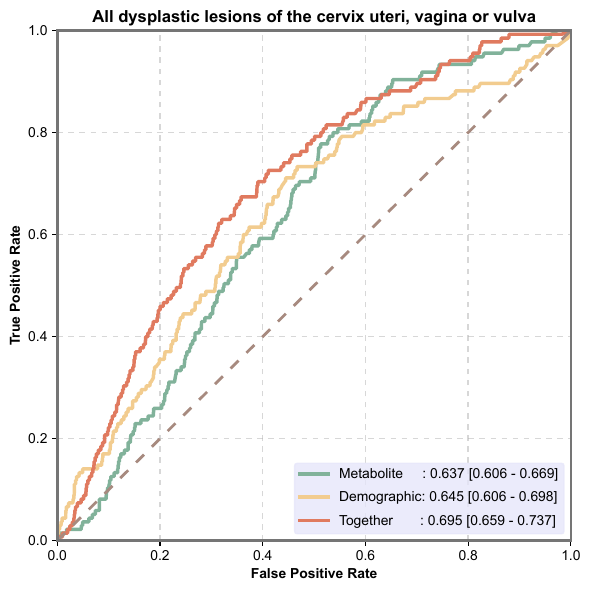 All dysplastic lesions of the cervix uteri, vagina or vulva
1.0
0.8
0.6
0.4
0.2
0.0
True Positive Rate
Metabolite : 0.637 [0.606 - 0.669]
Demographic: 0.645 [0.606 - 0.698]
Together : 0.695 [0.659 - 0.737]
0.0 0.2 0.4 0.6 0.8 1.0
False Positive Rate